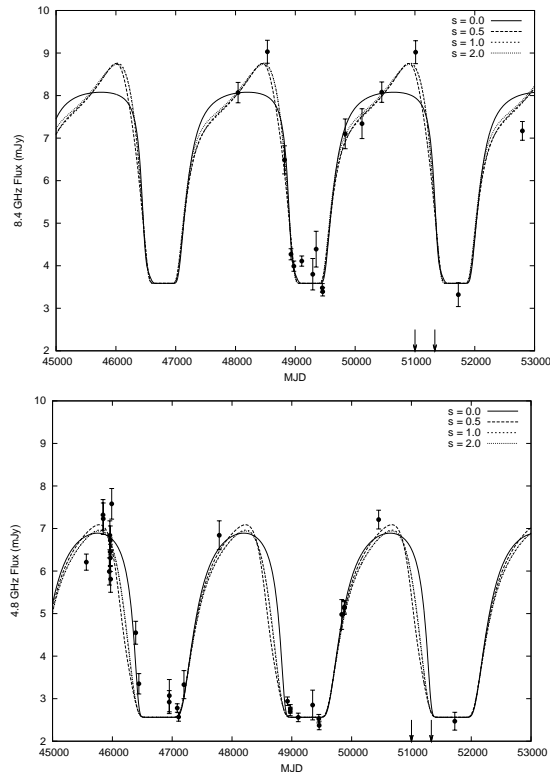 10
9
8
7
6
5
4
3
2
8.4 GHz Flux (mJy)
s = 0.0
s = 0.5
s = 1.0
s = 2.0
45000 46000 47000 48000 49000 50000 51000 52000 53000
MJD
10
9
8
7
6
5
4
3
2
4.8 GHz Flux (mJy)
s = 0.0
s = 0.5
s = 1.0
s = 2.0
45000 46000 47000 48000 49000 50000 51000 52000 53000
MJD